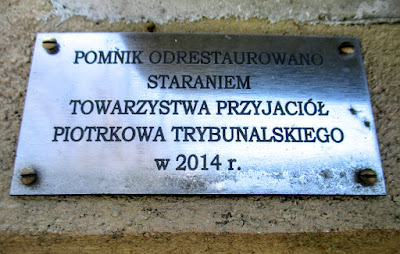 POMNIK ODRESTAUROWANO
STARANIEM
TOWARZYSTWA PRZYJACIÓŁ
PIOTRKOWA TRYBUNALSKIEGO
w 2014 r.